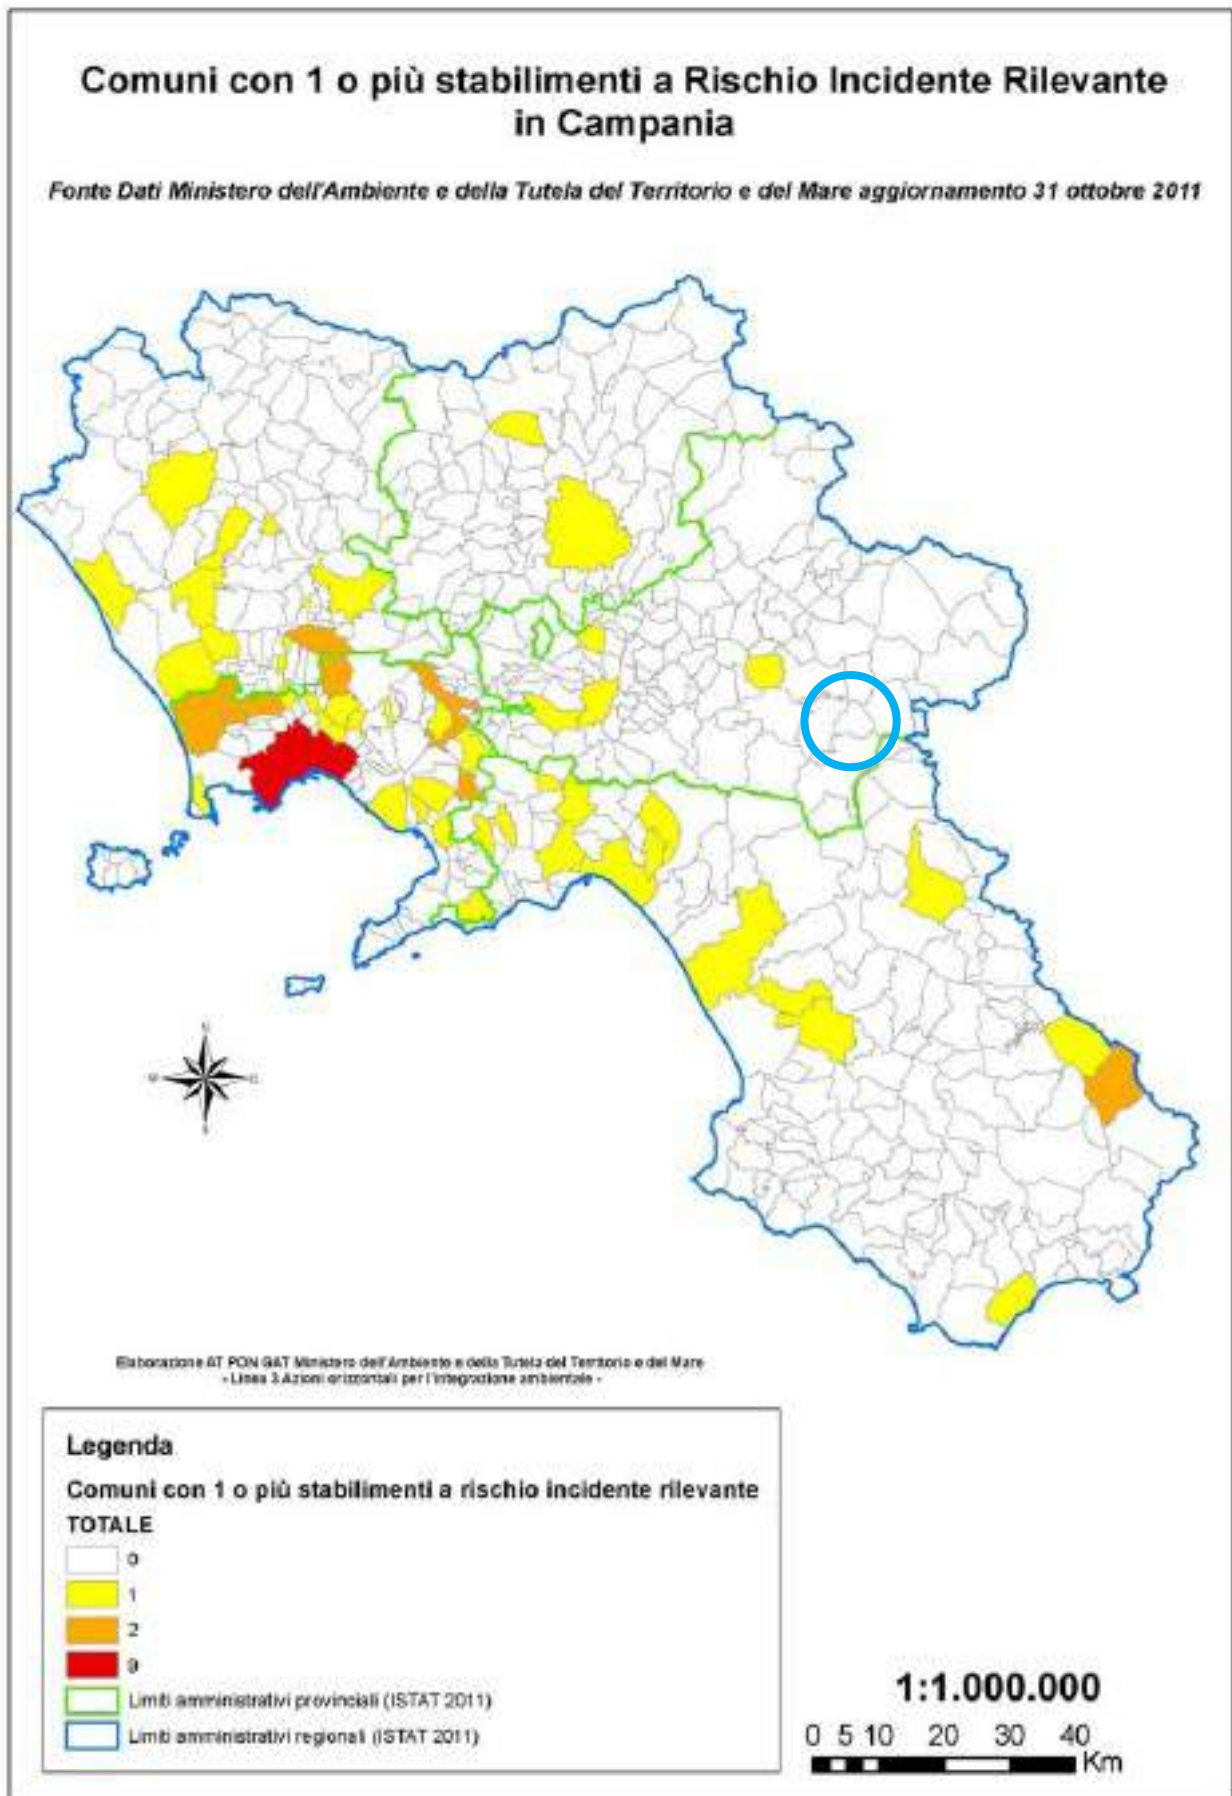 Comuni con 1 o più stabilimenti a Rischio Incidente Rilevante
in Campania
Fonte Dati Ministero dell'Ambiente e della Tutela del Territorio e del Mare aggiornamento 31 ottobre 2011
Elaborazione AT PON GAT Ministero dell'Ambiente e della Tutela del Territorio e del Mare
- Linea 3 Azioni orizzontali per l'integrazione ambientale -
Legenda
Comuni con 1 o più stabilimenti a rischio incidente rilevante
TOTALE
0
1
2
9
Limiti amministrativi provinciali (ISTAT 2011)
Limiti amministrativi regionali (ISTAT 2011)
1:1.000.000
0 5 10 20 30 40
Km